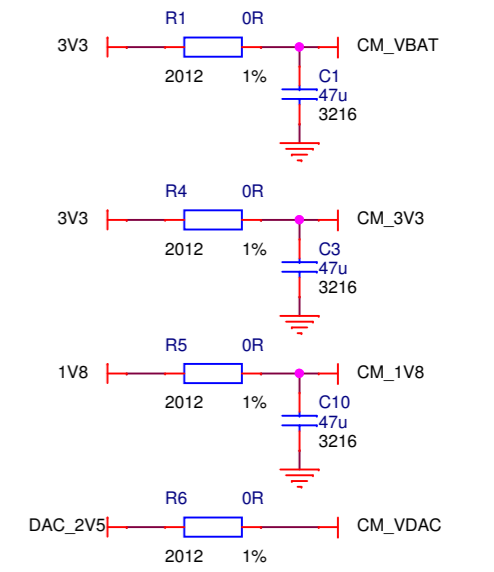 R1 0R
3V3 CM_VBAT
2012 1% C1
47u
3216
R4 0R
3V3 CM_3V3
2012 1% C3
47u
3216
R5 0R
1V8 CM_1V8
2012 1% C10
47u
3216
R6 0R
DAC_2V5 CM_VDAC
2012 1%